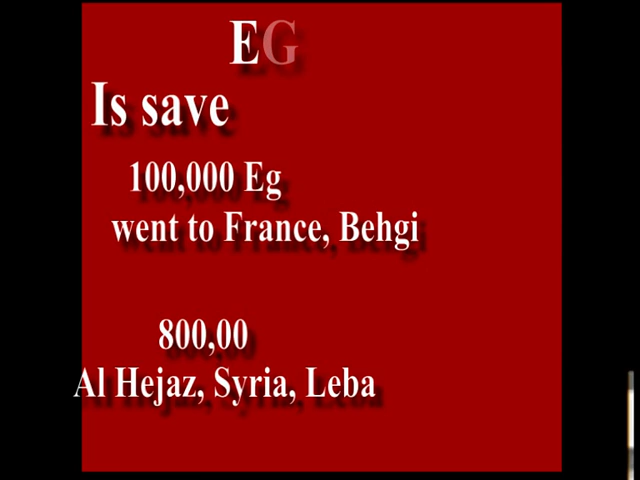 EG
Is save
100,000 Eg
went to France, Behgi
800,00
Al Hejaz, Syria, Leba